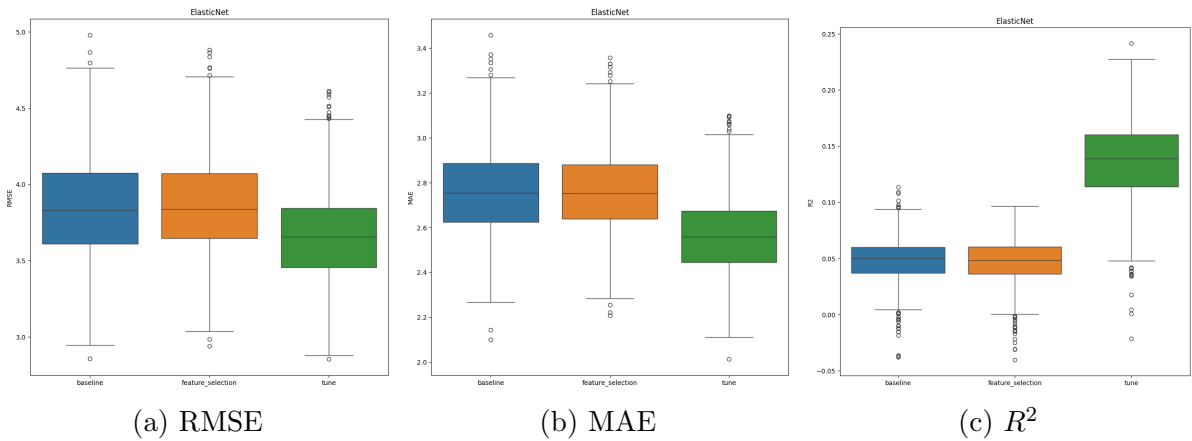 ElasticNet
5.0
4.5
4.0
3.5
3.0
RMSE
baseline
feature_selection
tune
(a) RMSE
ElasticNet
3.4
3.2
3.0
2.8
2.6
2.4
2.2
2.0
MAE
baseline
feature_selection
tune
(b) MAE
ElasticNet
0.25
0.20
0.15
0.10
0.05
0.00
−0.05
R2
baseline
feature_selection
tune
(c) R²